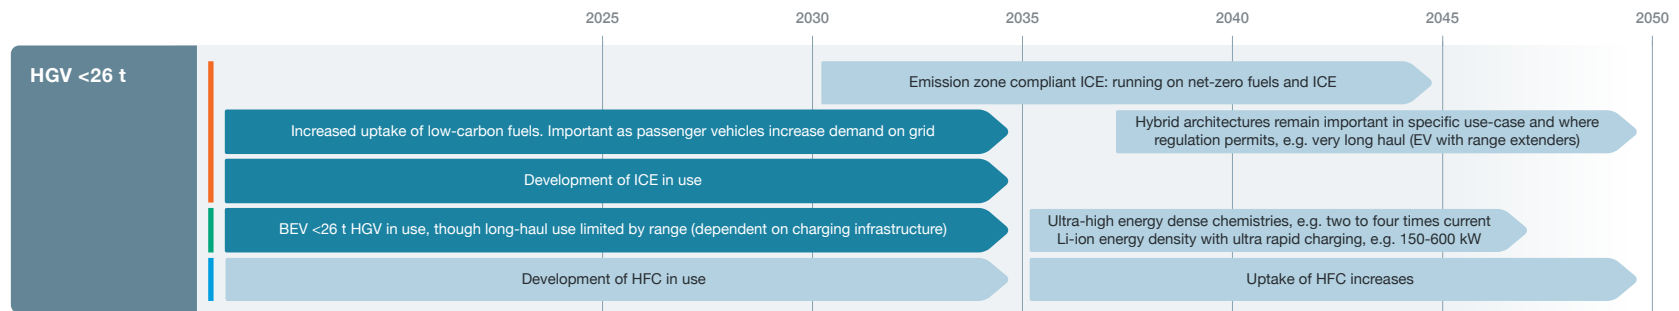 2025 2030 2035 2040 2045 2050
HGV <26 t
Emission zone compliant ICE: running on net-zero fuels and ICE
Increased uptake of low-carbon fuels. Important as passenger vehicles increase demand on grid
Hybrid architectures remain important in specific use-case and where
regulation permits, e.g. very long haul (EV with range extenders)
Development of ICE in use
BEV <26 t HGV in use, though long-haul use limited by range (dependent on charging infrastructure)
Ultra-high energy dense chemistries, e.g. two to four times current
Li-ion energy density with ultra rapid charging, e.g. 150-600 kW
Development of HFC in use
Uptake of HFC increases